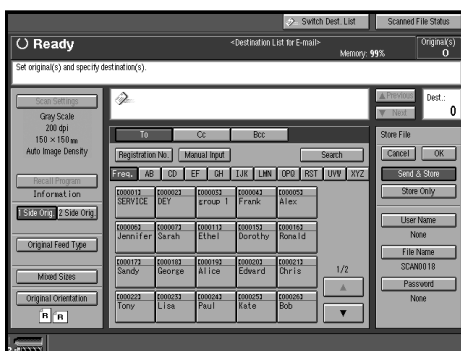 Switch Dest. List
Scanned File Status
Ready
<Destination List for E-mail>
Memory: 99%
Original(s)
0
Set original(s) and specify destination(s).
Scan Settings
Gray Scale
200 dpi
150 × 150 mm
Auto Image Density
Recall Program
Information
1 Side Orig.
2 Side Orig.
Original Feed Type
Mixed Sizes
Original Orientation
R
R
▲ Previous
▼ Next
Dest.:
0
To
Cc
Bcc
Registration No.
Manual Input
Search
Freq.
AB
CD
EF
GH
IJK
LMN
OPQ
RST
UVW
XYZ
[00001]
SERVICE
[00002]
DEY
[00003]
group 1
[00004]
Frank
[00005]
Alex
[00006]
Jennifer
[00007]
Sarah
[00011]
Ethel
[00015]
Dorothy
[00016]
Ronald
[00017]
Sandy
[00018]
George
[00019]
Alice
[00020]
Edward
[00021]
Chris
[00022]
Tony
[00023]
Lisa
[00024]
Paul
[00025]
Kate
[00026]
Bob
1/2
▲
▼
Store File
Cancel
OK
Send & Store
Store Only
User Name
None
File Name
SCAN0018
Password
None